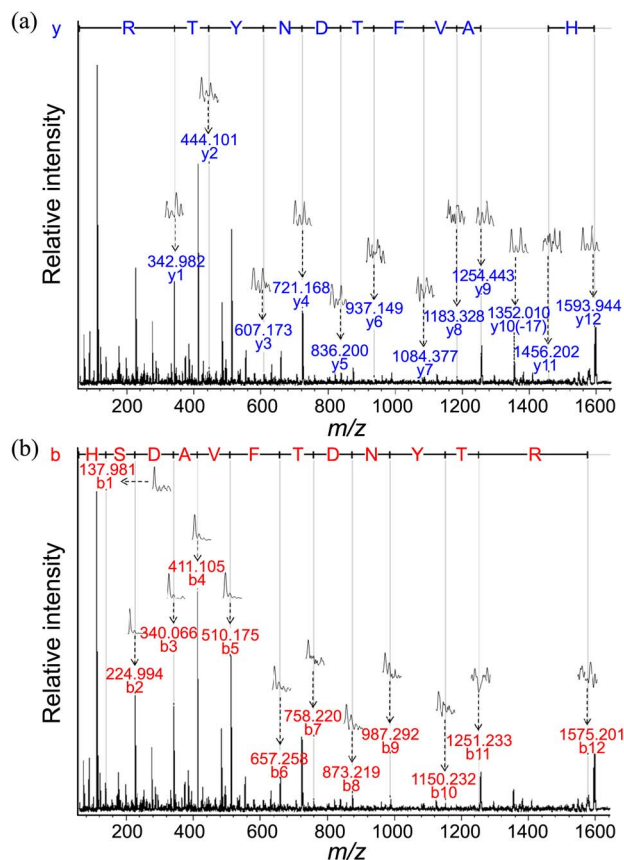 (a)
y R T Y N D T F V A H
Relative intensity
444.101
y2
342.982
y1
607.173
y3
721.168
y4
836.200
y5
937.149
y6
1084.377
y7
1183.328
y8
1254.443
y9
1352.010
y10(-17)
1456.202
y11
1593.944
y12
200 400 600 800 1000 1200 1400 1600
m/z
(b)
b H S D A V F T D N Y T R
Relative intensity
137.981
b1
224.994
b2
340.066
b3
411.105
b4
510.175
b5
657.258
b6
758.220
b7
873.219
b8
987.292
b9
1150.232
b10
1251.233
b11
1575.201
b12
200 400 600 800 1000 1200 1400 1600
m/z